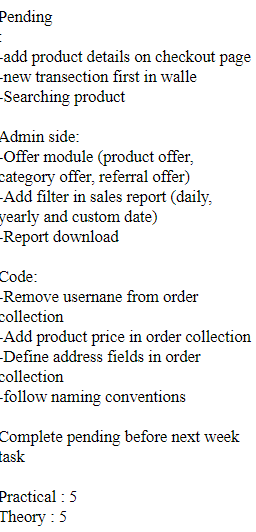 Pending
:
-add product details on checkout page
-new transection first in walle
-Searching product

Admin side:
-Offer module (product offer,
category offer, referral offer)
-Add filter in sales report (daily,
yearly and custom date)
-Report download

Code:
-Remove usernane from order
collection
-Add product price in order collection
-Define address fields in order
collection
-follow naming conventions

Complete pending before next week
task

Practical : 5
Theory : 5